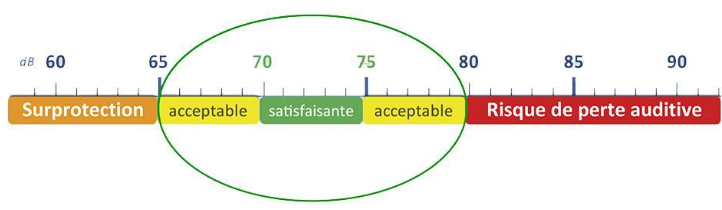 dB 60 65 70 75 80 85 90
Surprotection acceptable satisfaisante acceptable Risque de perte auditive